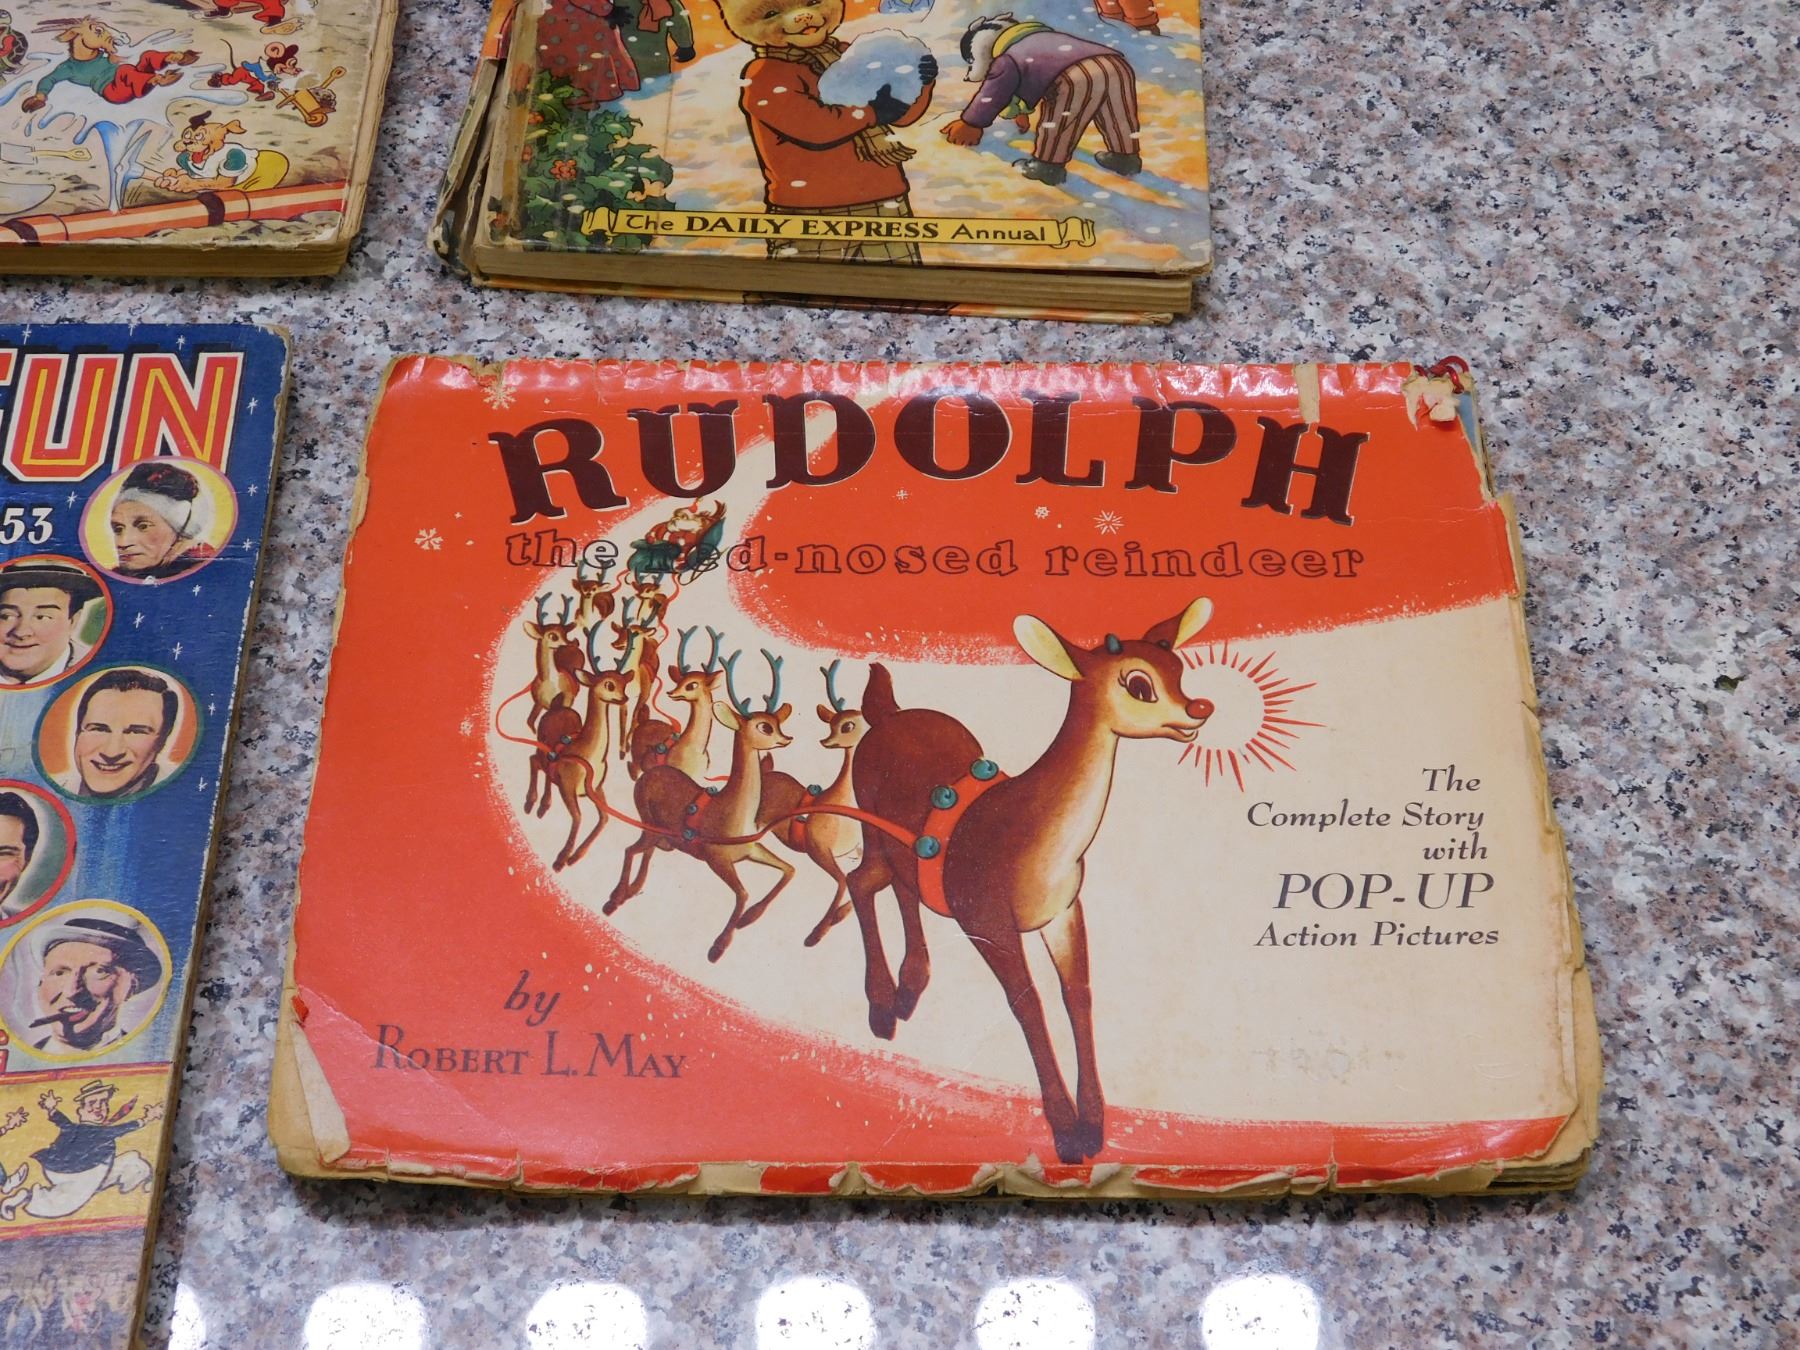 The DAILY EXPRESS Annual
FUN
53
RUDOLPH
the red-nosed reindeer
The
Complete Story
with
POP-UP
Action Pictures
by
ROBERT L. MAY